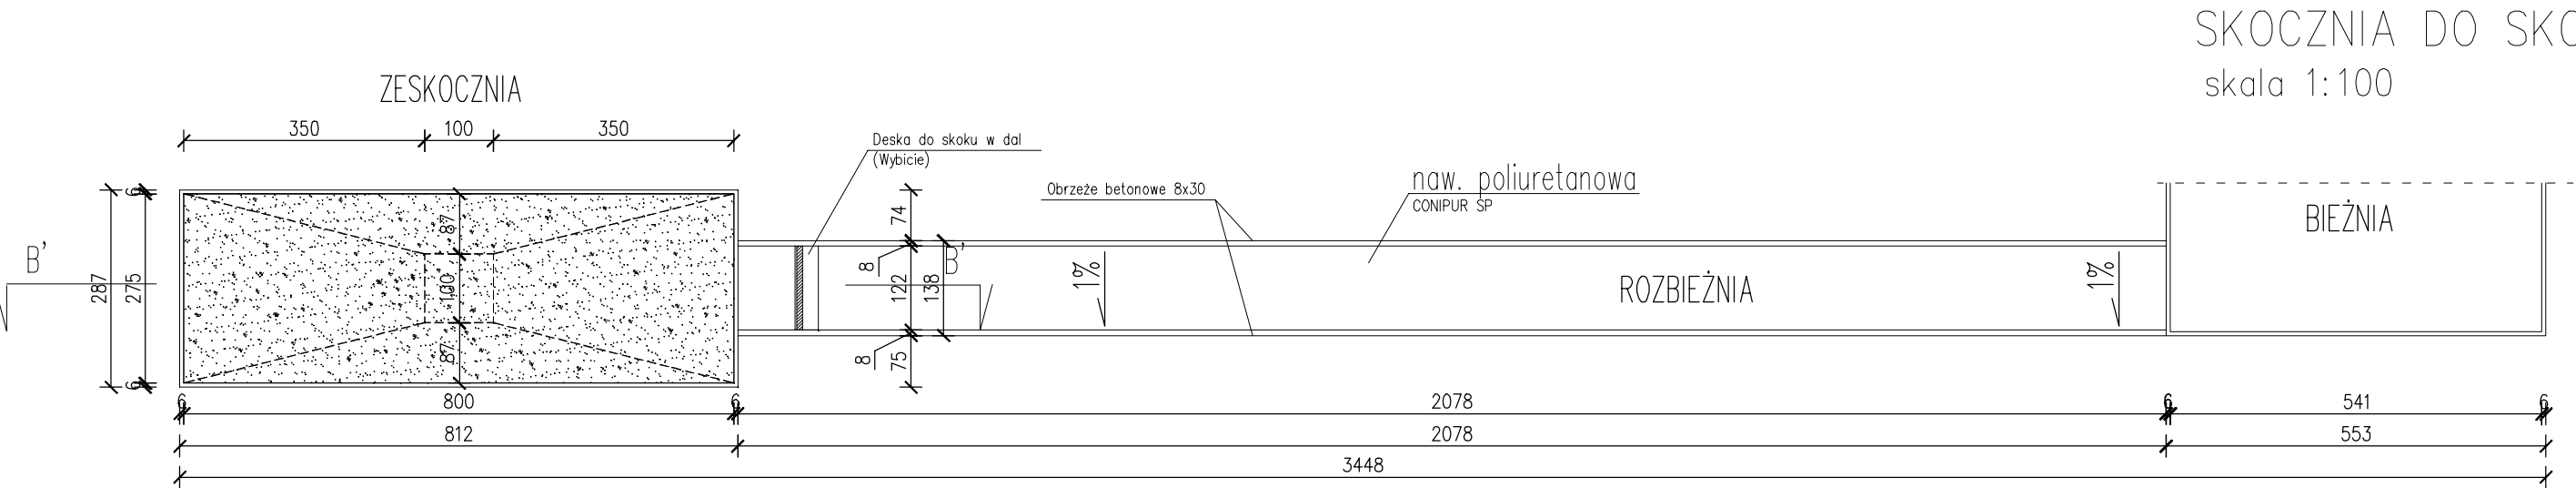 SKOCZNIA DO SKO
skala 1:100
ZESKOCZNIA
350 100 350
Deska do skoku w dal
(Wybicie)
Obrzeże betonowe 8x30
naw. poliuretanowa
CONIPUR SP
BIEŻNIA
ROZBIEŻNIA
B'
B'
287
275
6
6
87
100
87
74
8
122
138
8
75
1%
1%
6 800 6 2078 6 541 6
812 2078 553
3448